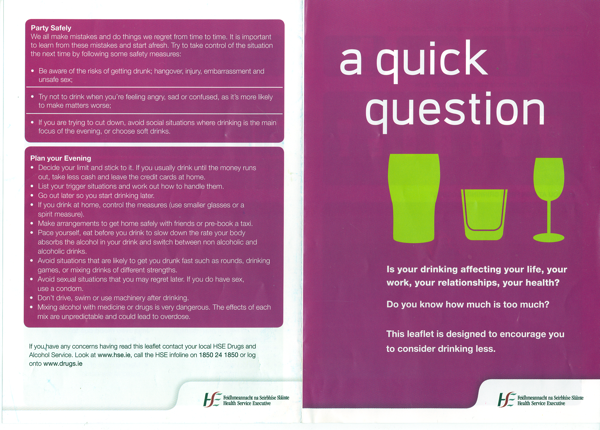 Party Safely
We all make mistakes and do things we regret from time to time. It is important
to learn from these mistakes and start afresh. Try to take control of the situation
the next time by following some safety measures:
• Be aware of the risks of getting drunk; hangover, injury, embarrassment and
unsafe sex;
• Try not to drink when you're feeling angry, sad or confused, as it's more likely
to make matters worse;
• If you are trying to cut down, avoid social situations where drinking is the main
focus of the evening, or choose soft drinks.
Plan your Evening
• Decide your limit and stick to it. If you usually drink until the money runs
out, take less cash and leave the credit cards at home.
• List your trigger situations and work out how to handle them.
• Go out later so you start drinking later.
• If you drink at home, control the measures (use smaller glasses or a
spirit measure).
• Make arrangements to get home safely with friends or pre-book a taxi.
• Pace yourself, eat before you drink to slow down the rate your body
absorbs the alcohol in your drink and switch between non alcoholic and
alcoholic drinks.
• Avoid situations that are likely to get you drunk fast such as rounds, drinking
games, or mixing drinks of different strengths.
• Avoid sexual situations that you may regret later. If you do have sex,
use a condom.
• Don't drive, swim or use machinery after drinking.
• Mixing alcohol with medicine or drugs is very dangerous. The effects of each
mix are unpredictable and could lead to overdose.
If you have any concerns having read this leaflet contact your local HSE Drugs and
Alcohol Service. Look at www.hse.ie, call the HSE infoline on 1850 24 1850 or log
onto www.drugs.ie
Feidhmeannacht na Seirbhíse Sláinte
Health Service Executive
a quick
question
Is your drinking affecting your life, your
work, your relationships, your health?
Do you know how much is too much?
This leaflet is designed to encourage you
to consider drinking less.
Feidhmeannacht na Seirbhíse Sláinte
Health Service Executive